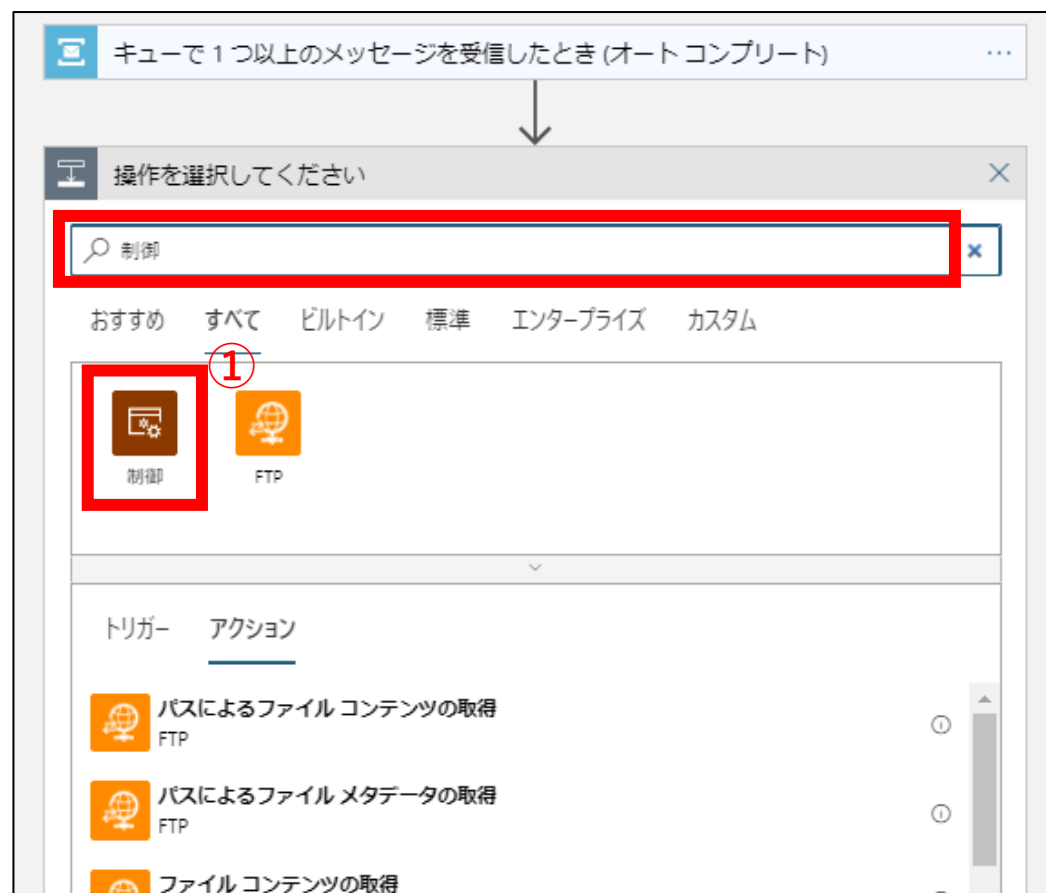 キューで 1 つ以上のメッセージを受信したとき (オート コンプリート)
操作を選択してください
制御
おすすめ すべて ビルトイン 標準 エンタープライズ カスタム
①
制御 FTP
トリガー アクション
パスによるファイル コンテンツの取得
FTP
パスによるファイル メタデータの取得
FTP
ファイル コンテンツの取得